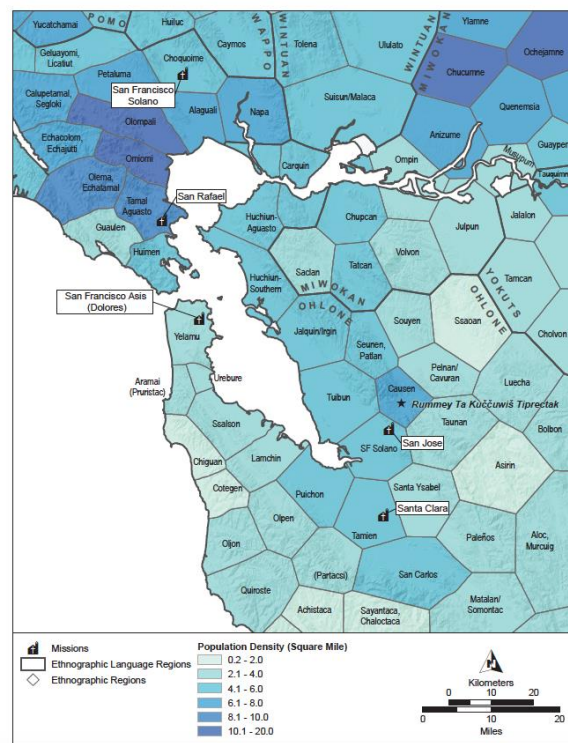 Yucatchamai
POMO
Huiluc
Caymos
WAPPO
WINTUAN
Tolena
Ululato
WINTUAN
MIWOKAN
Ylamne
Ochejamne
Geluayomi,
Licatiut
Choquoime
Petaluma
San Francisco
Solano
Suisun/Malaca
Chucumne
Calupetamal,
Segloki
Alaguali
Napa
Quenemsia
Olompali
Echacolom,
Echajutti
Anizume
Guaypem
Omiomi
Carquin
Ompin
Musupum
Tauquimn
Olema,
Echatamal
Tamal
Aguasto
San Rafael
Huchiun-
Aguasto
Chupcan
Julpun
Jalalon
Gaulen
Huimen
Volvon
Saclan
Tatcan
Huchiun-
Southern
MIWOKAN
OHLONE
YOKUTS
OHLONE
Tamcan
San Francisco Asis
(Dolores)
Jalquin/Irgin
Souyen
Ssaoan
Cholvon
Yelamu
Seunen,
Patlan
Pelnan/
Cavuran
Luecha
Aramai
(Pruristac)
Urebure
Causen
Rummey Ta Kuččuwiš Tiprectak
Tuibun
Taunan
Bolbon
San Jose
Ssalson
SF Solano
Chiguan
Lamchin
Asirin
Cotegen
Puichon
Santa Ysabel
Santa Clara
Olpen
Tamien
Paleños
Aloc,
Murcuig
Oljon
(Partacsi)
San Carlos
Quiroste
Matalan/
Somontac
Achistaca
Sayantaca,
Chaloctaca
Missions
Ethnographic Language Regions
Ethnographic Regions
Population Density (Square Mile)
0.2 - 2.0
2.1 - 4.0
4.1 - 6.0
6.1 - 8.0
8.1 - 10.0
10.1 - 20.0
N
Kilometers
10 0 10 20
20 10 0 10 20
Miles